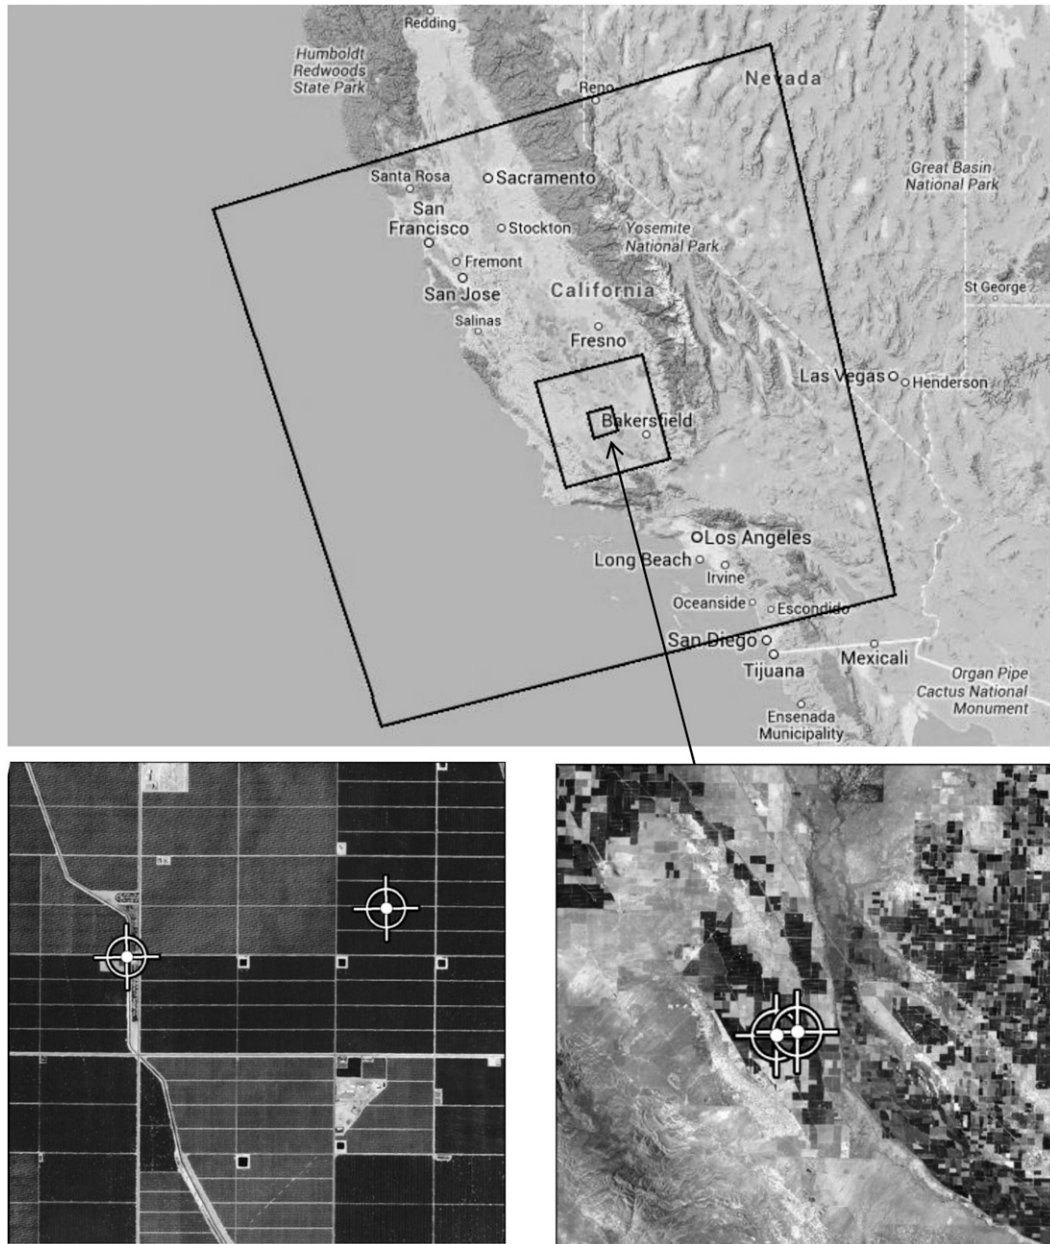 Redding
Humboldt
Redwoods
State Park
Nevada
Reno
Great Basin
National Park
Santa Rosa
Sacramento
San
Francisco
Stockton
Yosemite
National Park
Fremont
San Jose
California
St George
Salinas
Fresno
Las Vegas
Henderson
Bakersfield
Los Angeles
Long Beach
Irvine
Oceanside
Escondido
San Diego
Tijuana
Mexicali
Organ Pipe
Cactus National
Monument
Ensenada
Municipality